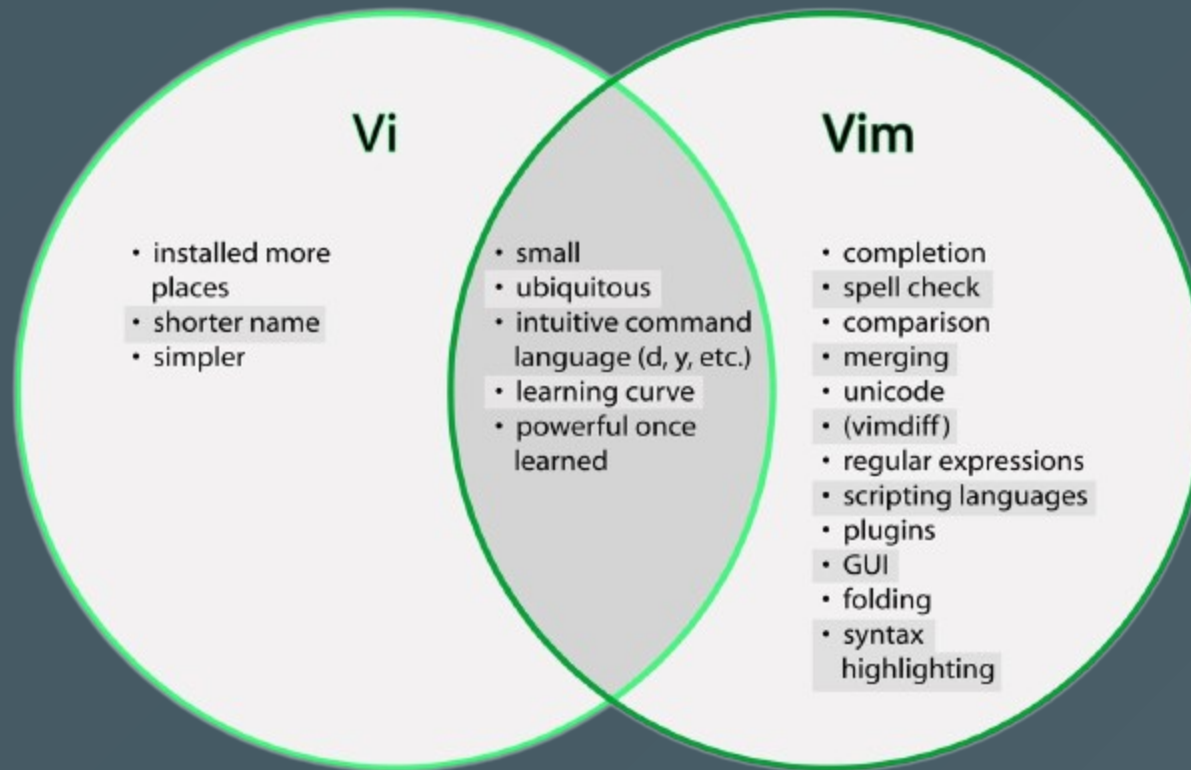 Vi
• installed more
places
• shorter name
• simpler
• small
• ubiquitous
• intuitive command
language (d, y, etc.)
• learning curve
• powerful once
learned
Vim
• completion
• spell check
• comparison
• merging
• unicode
• (vimdiff)
• regular expressions
• scripting languages
• plugins
• GUI
• folding
• syntax
highlighting